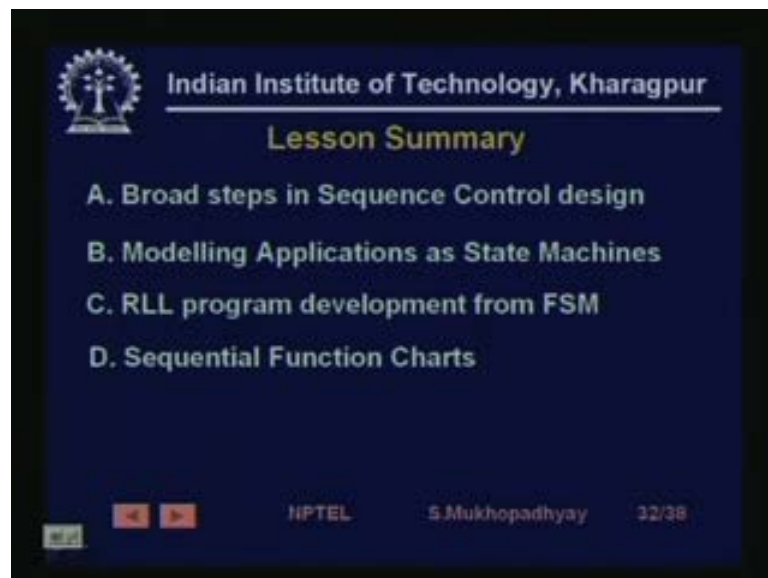 Indian Institute of Technology, Kharagpur
Lesson Summary
A. Broad steps in Sequence Control design
B. Modelling Applications as State Machines
C. RLL program development from FSM
D. Sequential Function Charts
NPTEL S.Mukhopadhyay 32/38